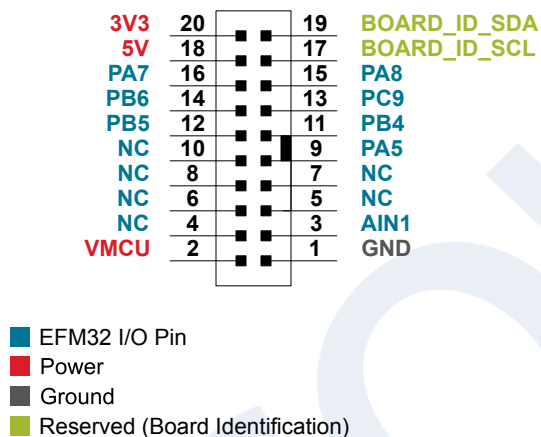 3V3 20 19 BOARD_ID_SDA
5V 18 17 BOARD_ID_SCL
PA7 16 15 PA8
PB6 14 13 PC9
PB5 12 11 PB4
NC 10 9 PA5
NC 8 7 NC
NC 6 5 NC
NC 4 3 AIN1
VMCU 2 1 GND
EFM32 I/O Pin
Power
Ground
Reserved (Board Identification)